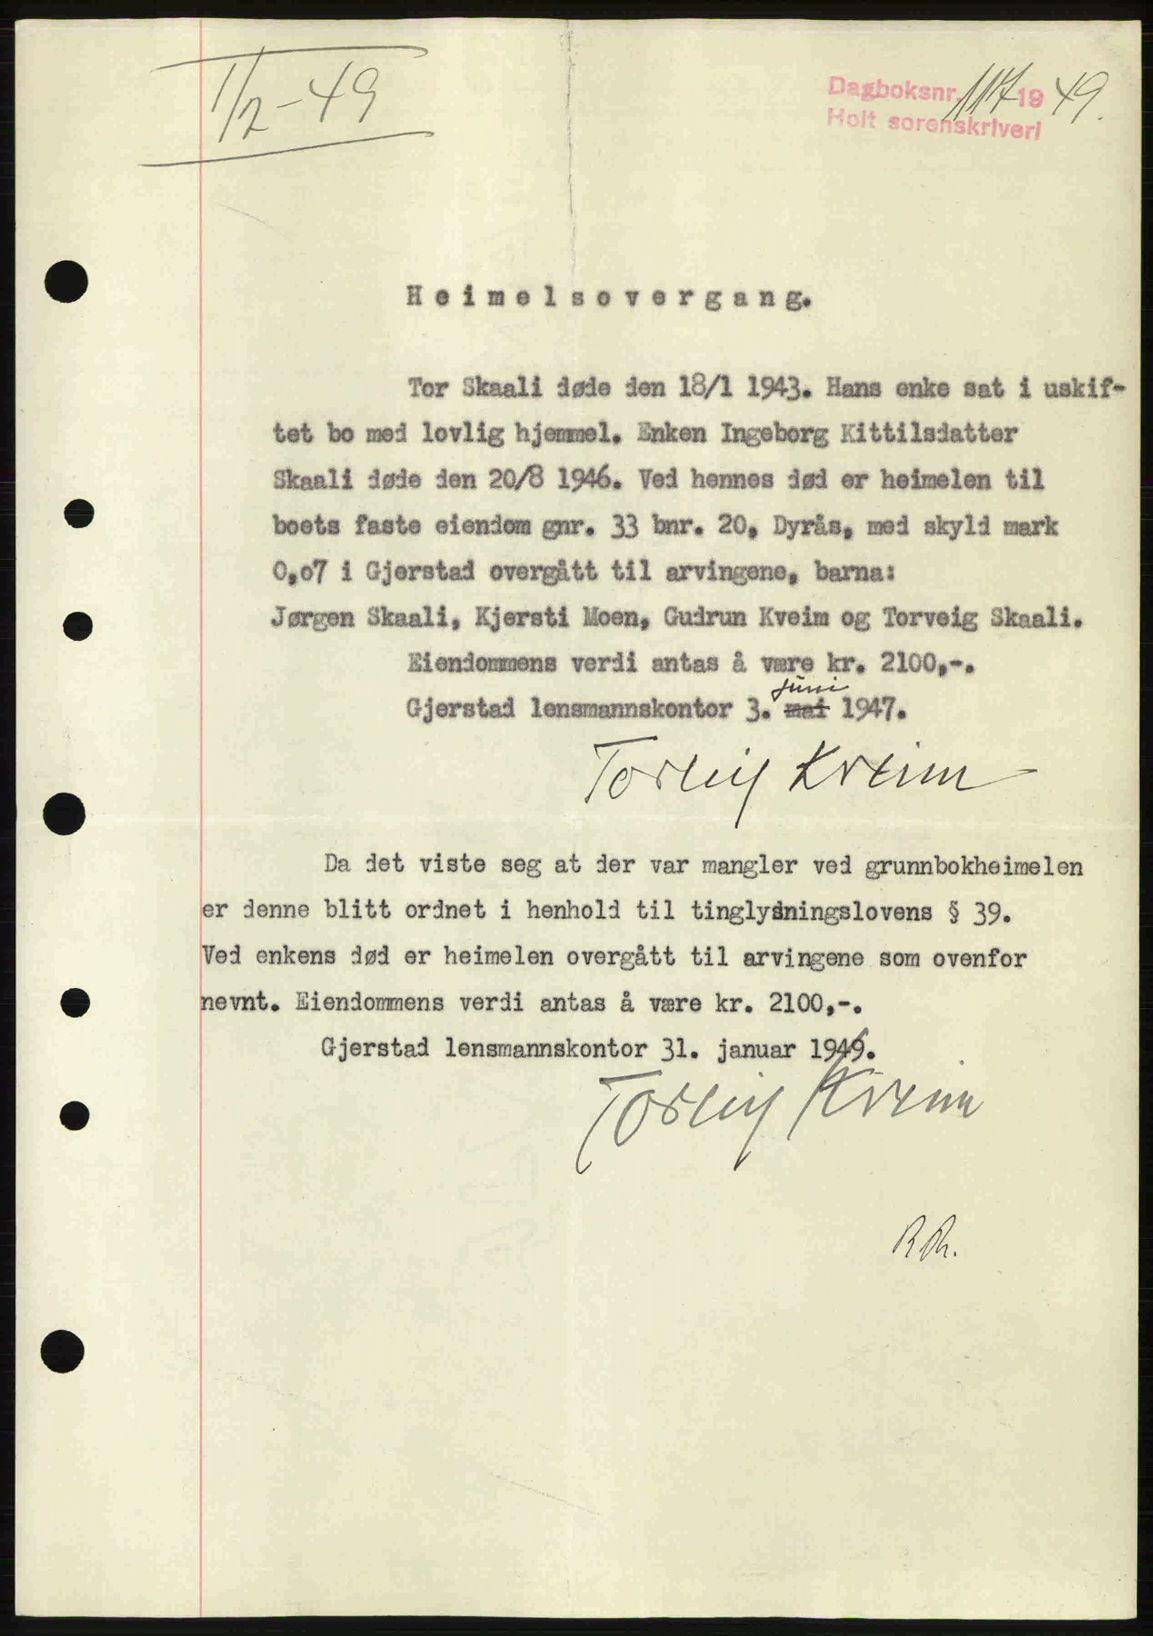 1/2-49
Dagboksnr. 117 1949.
Holt sorenskriveri
Heimelsovergang.
Tor Skaali døde den 18/1 1943. Hans enke sat i uskif-
tet bo med lovlig hjemmel. Enken Ingeborg Kittilsdatter
Skaali døde den 20/8 1946. Ved hennes død er heimelen til
boets faste eiendom gnr. 33 bnr. 20, Dyrås, med skyld mark
0,o7 i Gjerstad overgått til arvingene, barna:
Jørgen Skaali, Kjersti Moen, Gudrun Kveim og Torveig Skaali.
Eiendommens verdi antas å være kr. 2100,-.
juni
Gjerstad lensmannskontor 3. mai 1947.
Torleif Kveim
Da det viste seg at der var mangler ved grunnbokheimelen
er denne blitt ordnet i henhold til tinglysningslovens § 39.
Ved enkens død er heimelen overgått til arvingene som ovenfor
nevnt. Eiendommens verdi antas å være kr. 2100,-.
Gjerstad lensmannskontor 31. januar 1949.
Torleif Kveim